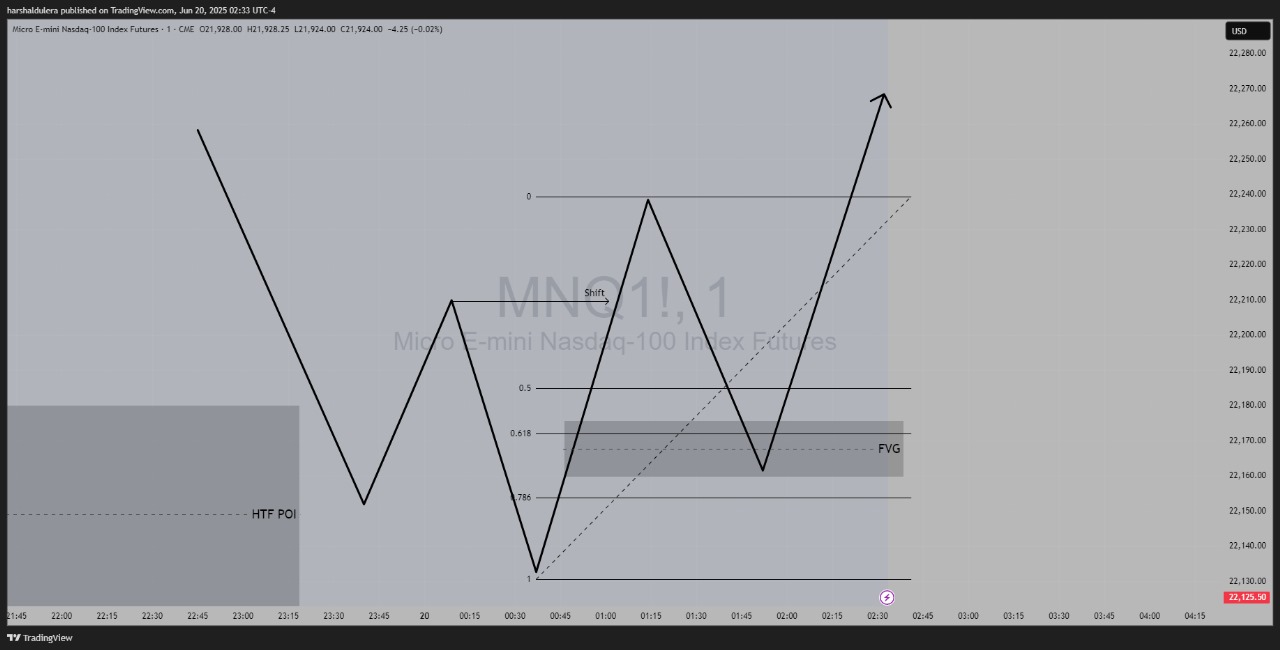 harshaldulera published on TradingView.com, Jun 20, 2025 02:33 UTC-4
Micro E-mini Nasdaq-100 Index Futures · 1 · CME O21,928.00 H21,928.25 L21,924.00 C21,924.00 −4.25 (−0.02%)
USD
22,280.00
22,270.00
22,260.00
22,250.00
22,240.00
22,230.00
22,220.00
22,210.00
22,200.00
22,190.00
22,180.00
22,170.00
22,160.00
22,150.00
22,140.00
22,130.00
22,125.50
0
Shift
MNQ1!, 1
Micro E-mini Nasdaq-100 Index Futures
0.5
0.618
FVG
0.786
HTF POI
1
21:45 22:00 22:15 22:30 22:45 23:00 23:15 23:30 23:45 20 00:15 00:30 00:45 01:00 01:15 01:30 01:45 02:00 02:15 02:30 02:45 03:00 03:15 03:30 03:45 04:00 04:15
TradingView